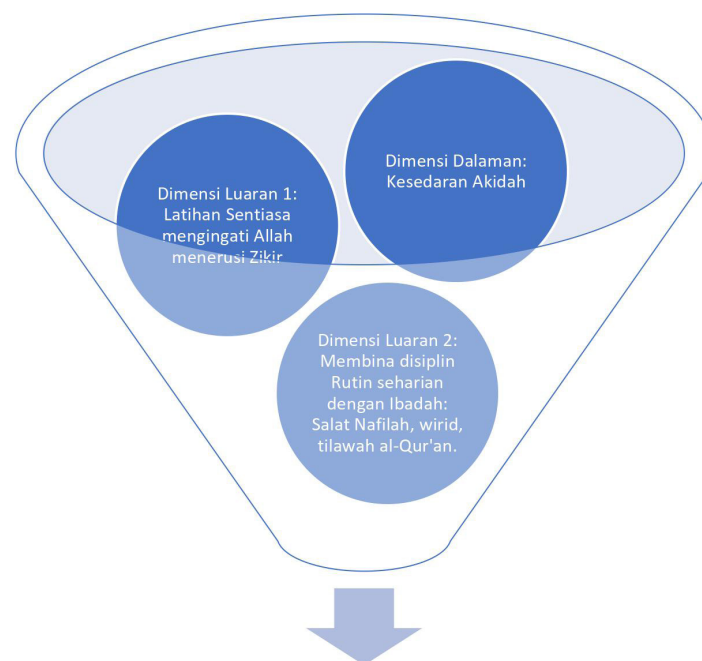 Dimensi Luaran 1:
Latihan Sentiasa
mengingati Allah
menerusi Zikir
Dimensi Dalaman:
Kesedaran Akidah
Dimensi Luaran 2:
Membina disiplin
Rutin seharian
dengan Ibadah:
Salat Nafilah, wirid,
tilawah al-Qur'an.